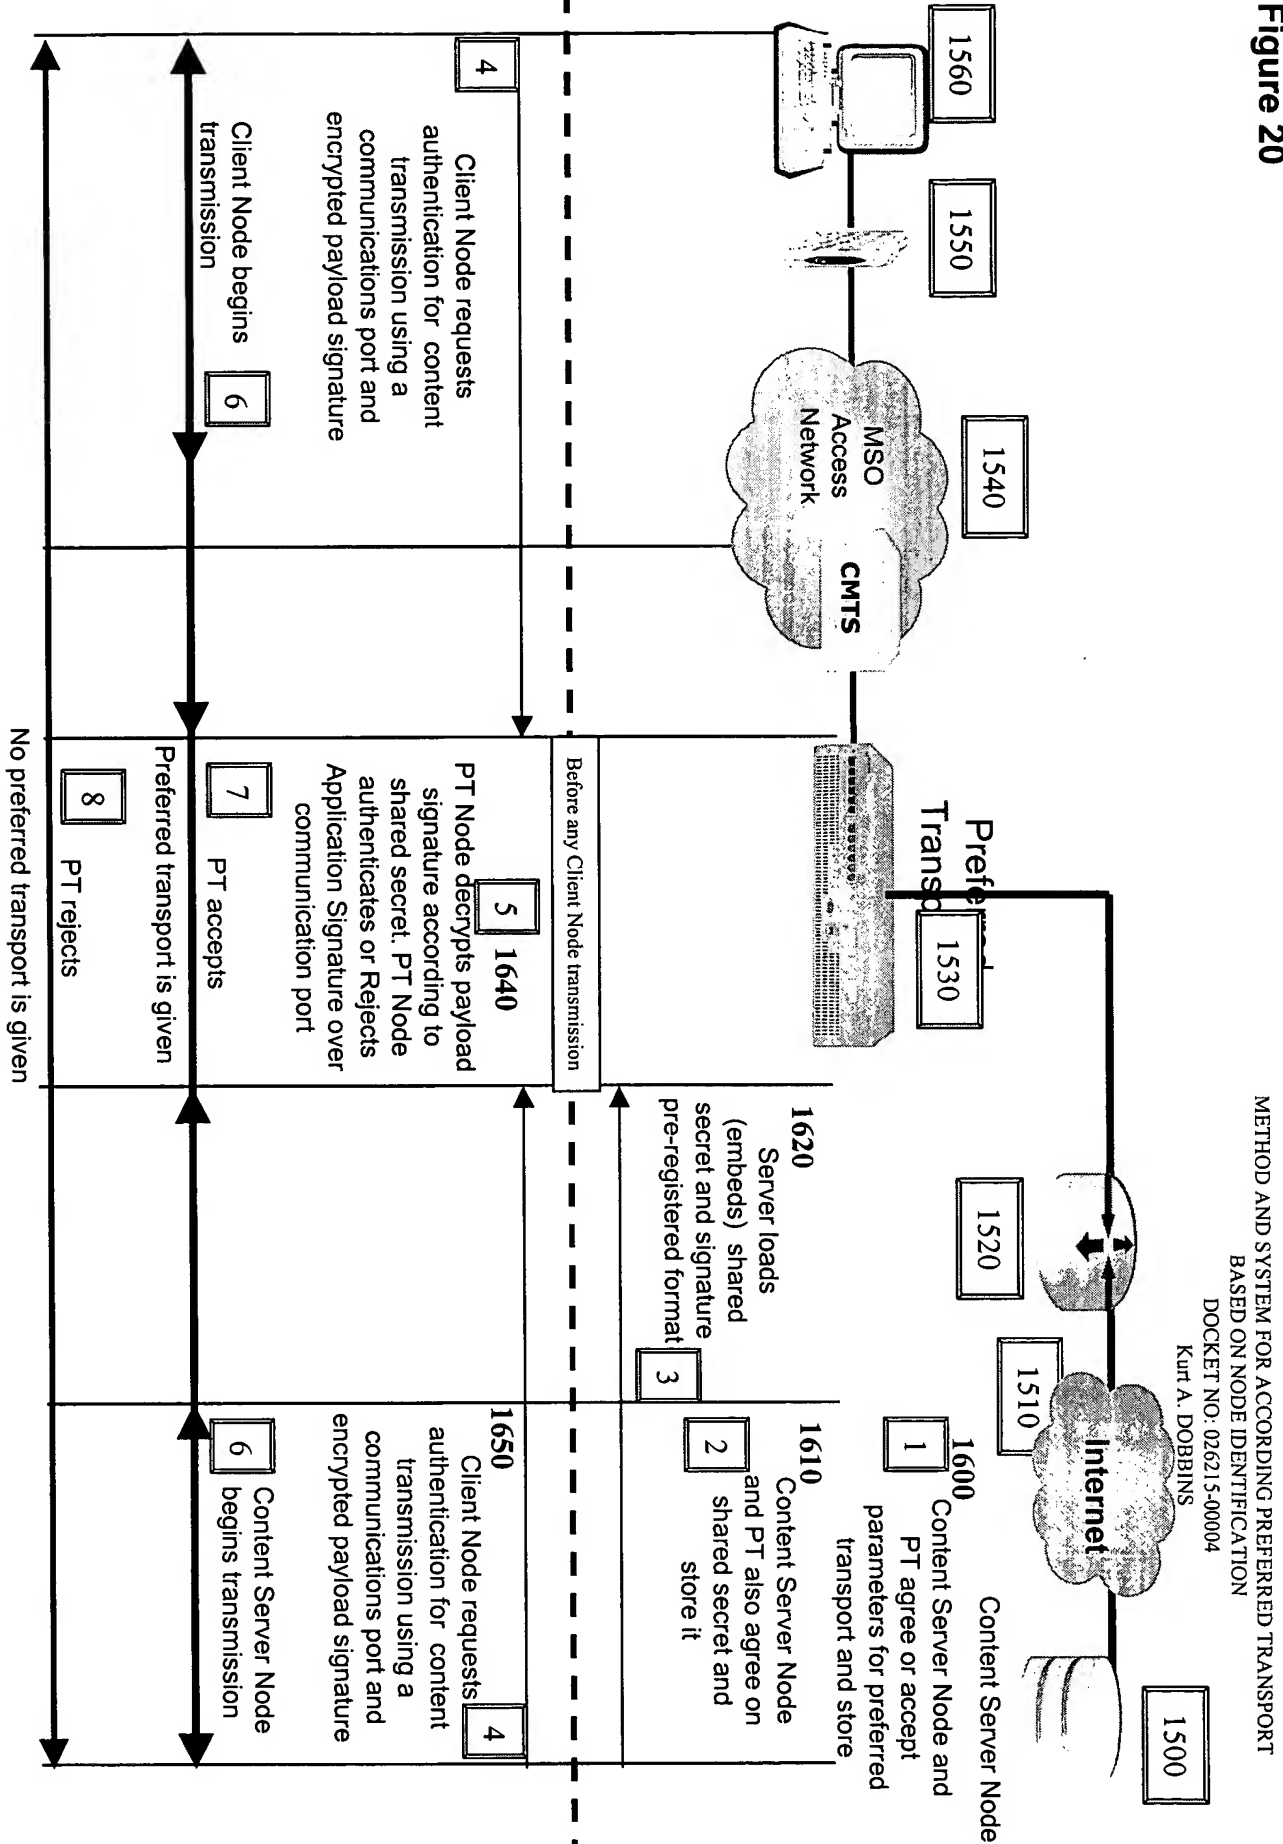 Figure 20
METHOD AND SYSTEM FOR ACCORDING PREFERRED TRANSPORT
BASED ON NODE IDENTIFICATION
DOCKET NO: 026215-00004
Kurt A. DOBBINS
1560
1550
1540
MSO
Access
Network
CMTS
1530
1520
1510
Internet
Content Server Node
1500
1600
1
Content Server Node and
PT agree or accept
parameters for preferred
transport and store
1610
2
Content Server Node
and PT also agree on
shared secret and
store it
1620
Server loads
(embeds) shared
secret and signature
pre-registered format
3
Before any Client Node transmission
4
Client Node requests
authentication for content
transmission using a
communications port and
encrypted payload signature
5
1640
PT Node decrypts payload
signature according to
shared secret. PT Node
authenticates or Rejects
Application Signature over
communication port
1650
Client Node requests
authentication for content
transmission using a
communications port and
encrypted payload signature
4
Client Node begins
transmission
6
7
PT accepts
Preferred transport is given
6
Content Server Node
begins transmission
8
PT rejects
No preferred transport is given